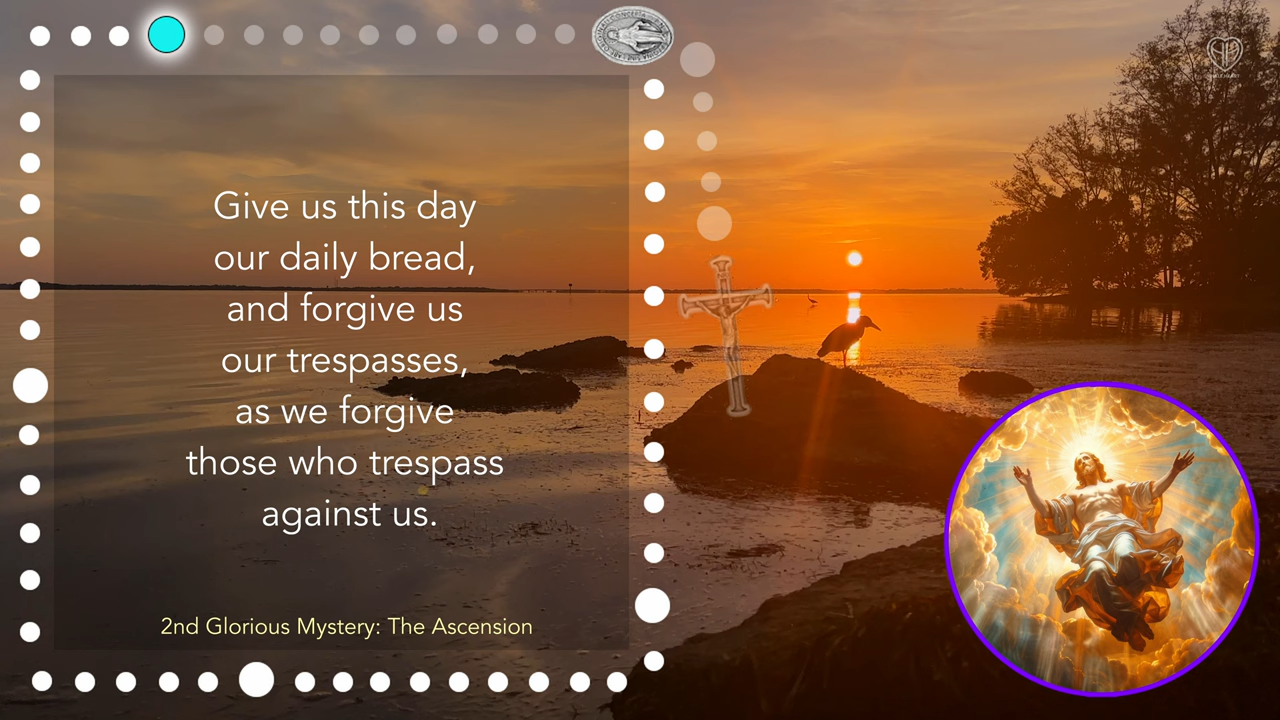 Give us this day
our daily bread,
and forgive us
our trespasses,
as we forgive
those who trespass
against us.
2nd Glorious Mystery: The Ascension